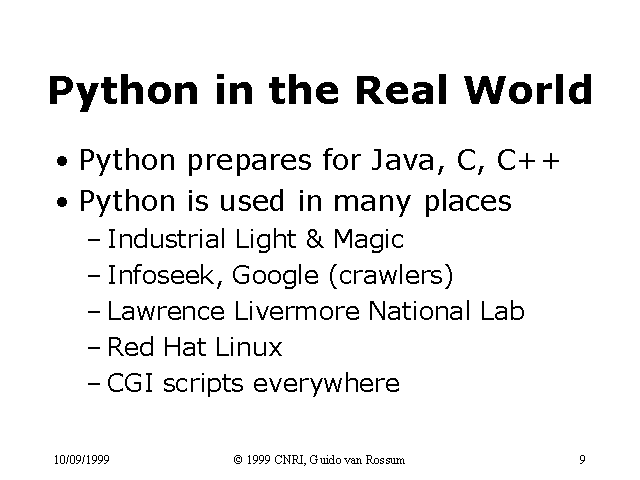 Python in the Real World
• Python prepares for Java, C, C++
• Python is used in many places
– Industrial Light & Magic
– Infoseek, Google (crawlers)
– Lawrence Livermore National Lab
– Red Hat Linux
– CGI scripts everywhere
10/09/1999 © 1999 CNRI, Guido van Rossum 9